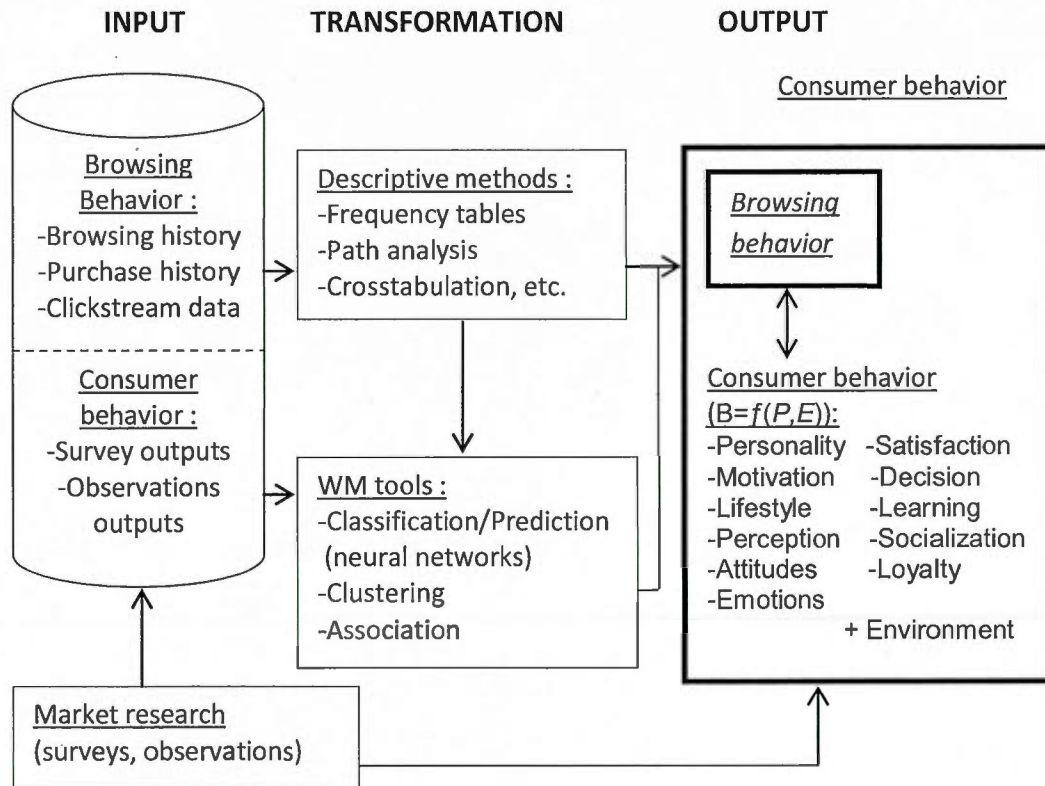 INPUT
TRANSFORMATION
OUTPUT
Consumer behavior
Browsing
Behavior :
-Browsing history
-Purchase history
-Clickstream data
Consumer
behavior :
-Survey outputs
-Observations
outputs
Descriptive methods :
-Frequency tables
-Path analysis
-Crosstabulation, etc.
WM tools :
-Classification/Prediction
(neural networks)
-Clustering
-Association
Browsing
behavior
Consumer behavior
(B=f(P,E)):
-Personality -Satisfaction
-Motivation -Decision
-Lifestyle -Learning
-Perception -Socialization
-Attitudes -Loyalty
-Emotions
+ Environment
Market research
(surveys, observations)